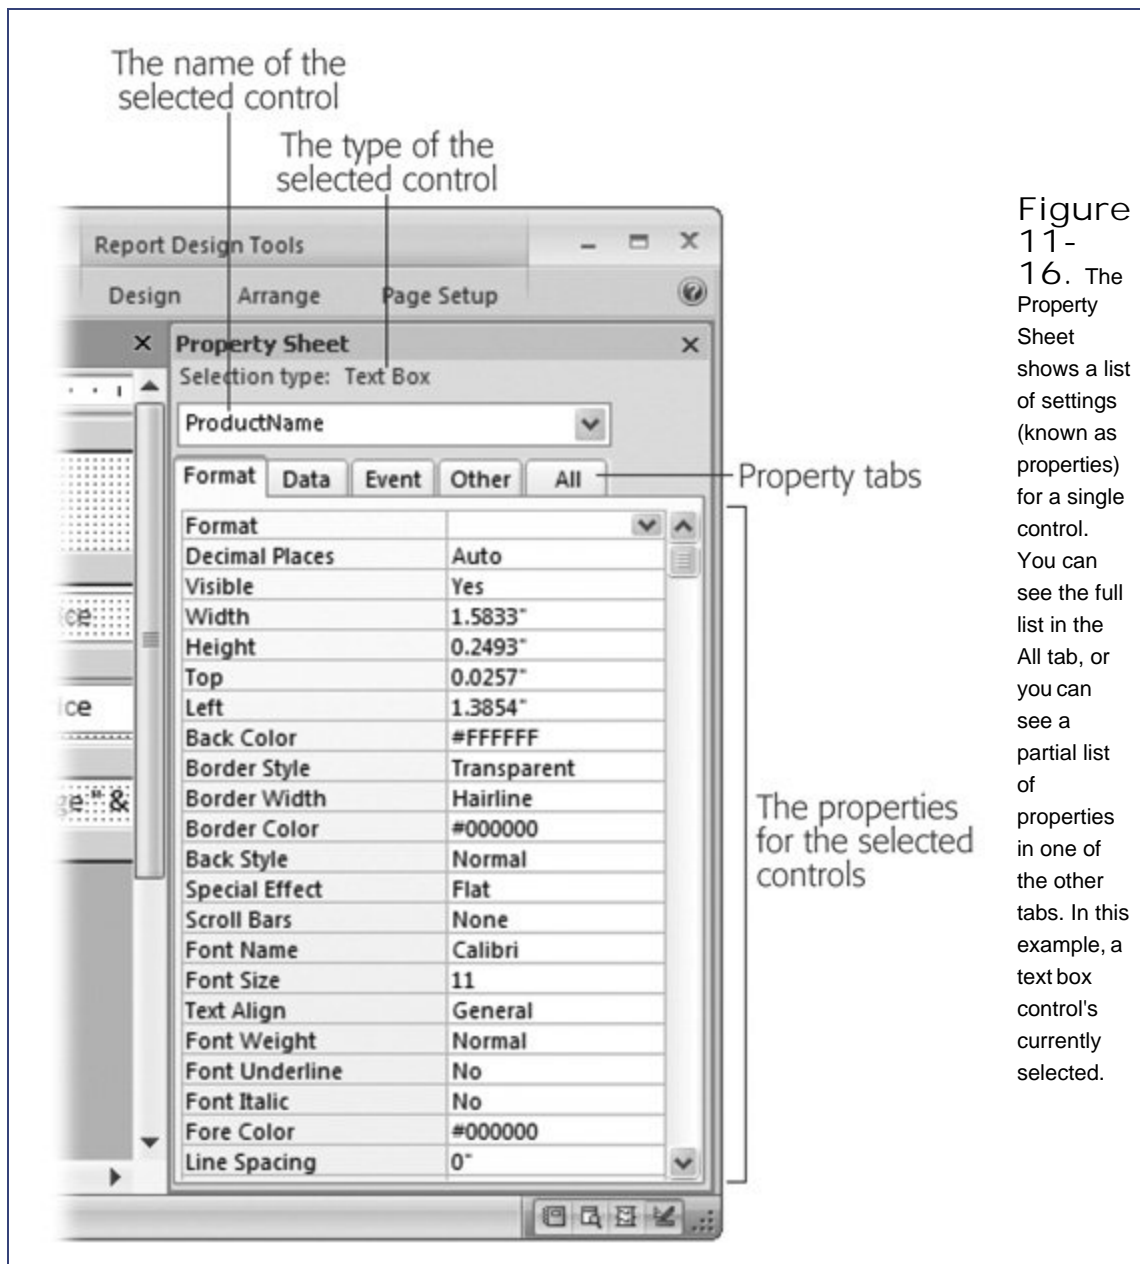 The name of the
selected control
The type of the
selected control
Report Design Tools
Design Arrange Page Setup
Property Sheet
Selection type: Text Box
ProductName
Format Data Event Other All
Property tabs
Format
Decimal Places Auto
Visible Yes
Width 1.5833"
Height 0.2493"
Top 0.0257"
Left 1.3854"
Back Color #FFFFFF
Border Style Transparent
Border Width Hairline
Border Color #000000
Back Style Normal
Special Effect Flat
Scroll Bars None
Font Name Calibri
Font Size 11
Text Align General
Font Weight Normal
Font Underline No
Font Italic No
Fore Color #000000
Line Spacing 0"
The properties
for the selected
controls
ice
ge " &
Figure
11-
16. The
Property
Sheet
shows a list
of settings
(known as
properties)
for a single
control.
You can
see the full
list in the
All tab, or
you can
see a
partial list
of
properties
in one of
the other
tabs. In this
example, a
text box
control's
currently
selected.